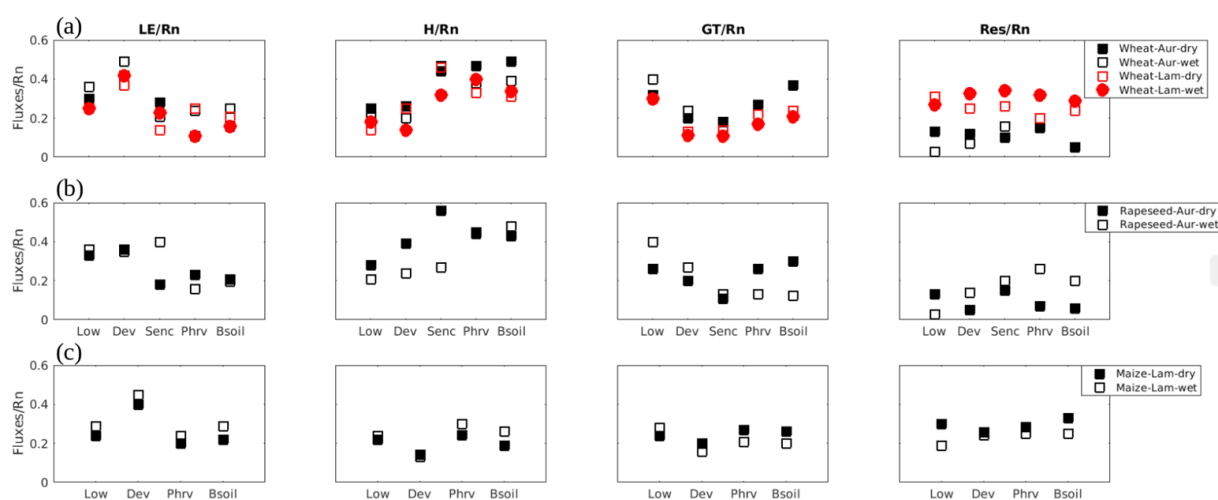 (a)
LE/Rn
H/Rn
GT/Rn
Res/Rn
Fluxes/Rn
0.6
0.4
0.2
0
Wheat-Aur-dry
Wheat-Aur-wet
Wheat-Lam-dry
Wheat-Lam-wet
(b)
Fluxes/Rn
0.6
0.4
0.2
0
Rapeseed-Aur-dry
Rapeseed-Aur-wet
Low Dev Senc Phrv Bsoil
Low Dev Senc Phrv Bsoil
Low Dev Senc Phrv Bsoil
Low Dev Senc Phrv Bsoil
(c)
Fluxes/Rn
0.6
0.4
0.2
0
Maize-Lam-dry
Maize-Lam-wet
Low Dev Phrv Bsoil
Low Dev Phrv Bsoil
Low Dev Phrv Bsoil
Low Dev Phrv Bsoil